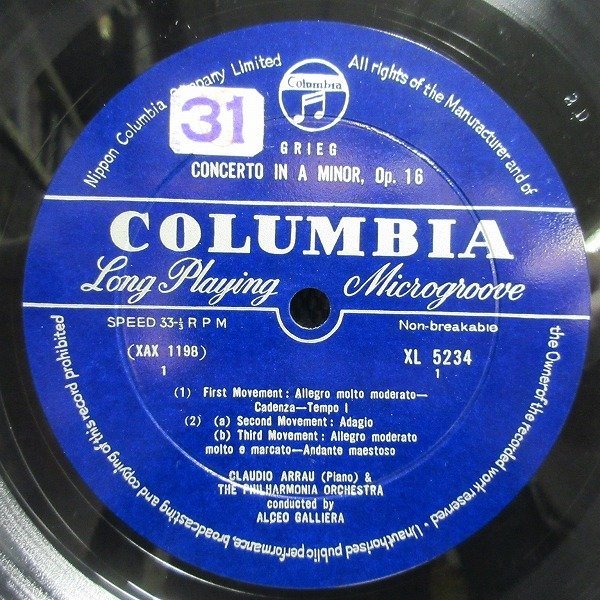 Nippon Columbia Company Limited
All rights of the Manufacturer and of
the Owner of the recorded work reserved • Unauthorised public performance, broadcasting and copying of this record prohibited
31
Columbia
GRIEG
CONCERTO IN A MINOR, Op. 16
COLUMBIA
Long Playing Microgroove
SPEED 33-⅓ R P M Non-breakable
(XAX 1198) XL 5234
1 1
(1) First Movement: Allegro molto moderato—
Cadenza—Tempo I
(2) (a) Second Movement: Adagio
(b) Third Movement: Allegro moderato
molto e marcato—Andante maestoso
CLAUDIO ARRAU (Piano) &
THE PHILHARMONIA ORCHESTRA
conducted by
ALCEO GALLIERA